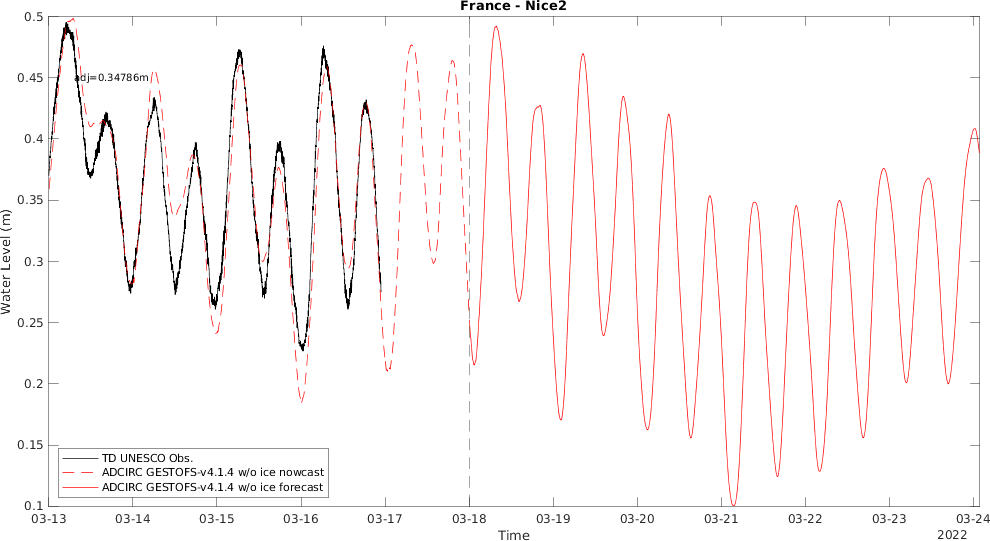 France - Nice2
Water Level (m)
0.5
0.45
0.4
0.35
0.3
0.25
0.2
0.15
0.1
adj=0.34786m
TD UNESCO Obs.
ADCIRC GESTOFS-v4.1.4 w/o ice nowcast
ADCIRC GESTOFS-v4.1.4 w/o ice forecast
03-13 03-14 03-15 03-16 03-17 03-18 03-19 03-20 03-21 03-22 03-23 03-24
Time
2022